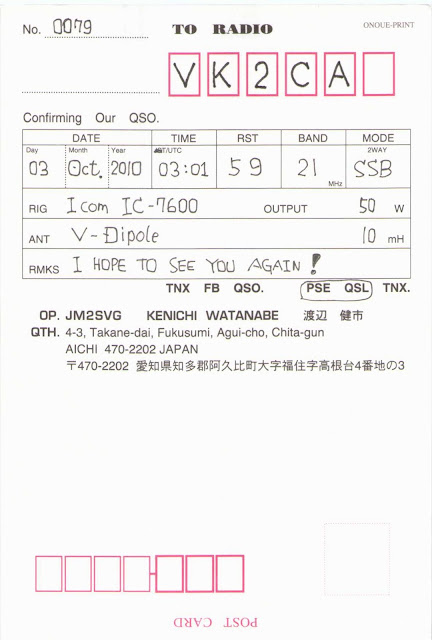 No. 0079 TO RADIO ONOUE-PRINT
VK2CA
Confirming Our QSO.
DATE TIME RST BAND MODE
Day Month Year JST/UTC 2WAY
03 Oct. 2010 03:01 59 21 MHz SSB
RIG Icom IC-7600 OUTPUT 50 W
ANT V-Dipole 10 mH
RMKS I HOPE TO SEE YOU AGAIN!
TNX FB QSO. PSE QSL TNX.
OP. JM2SVG KENICHI WATANABE 渡辺 健市
QTH. 4-3, Takane-dai, Fukusumi, Agui-cho, Chita-gun
AICHI 470-2202 JAPAN
〒470-2202 愛知県知多郡阿久比町大字福住字高根台4番地の3
POST CARD